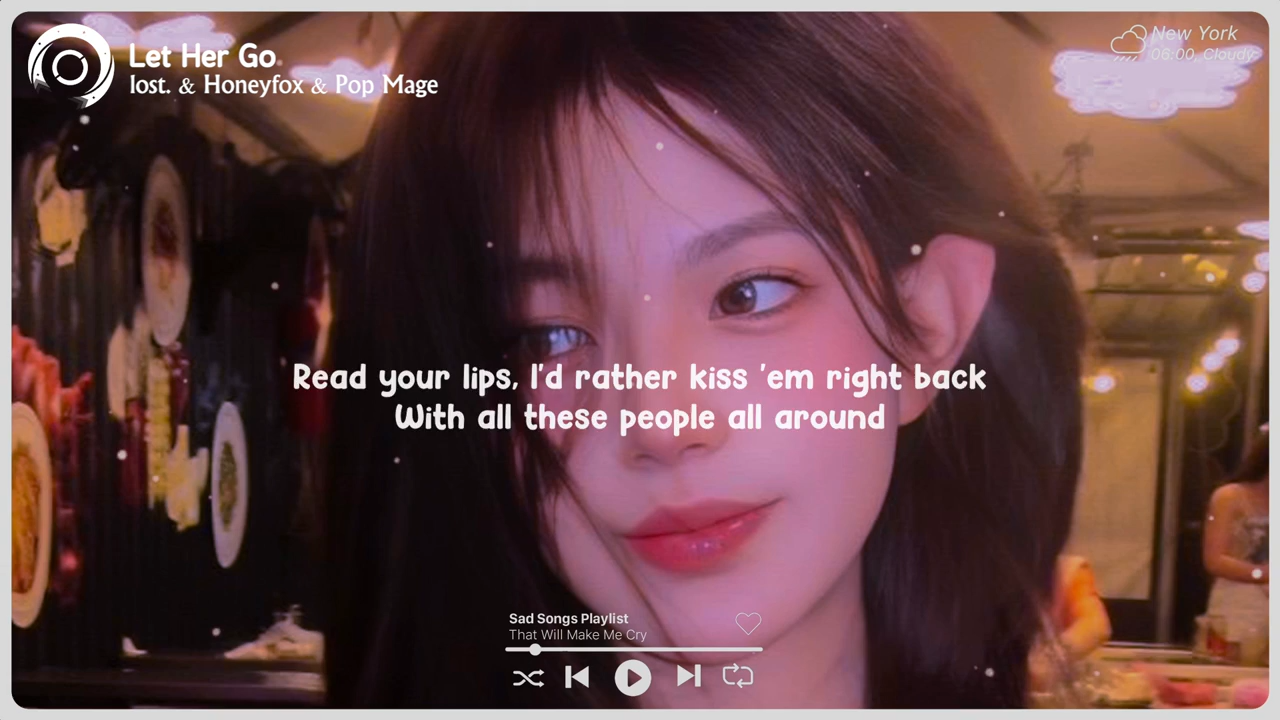 Let Her Go
lost. & Honeyfox & Pop Mage
New York
06:00, Cloudy
Read your lips, I'd rather kiss 'em right back
With all these people all around
Sad Songs Playlist
That Will Make Me Cry